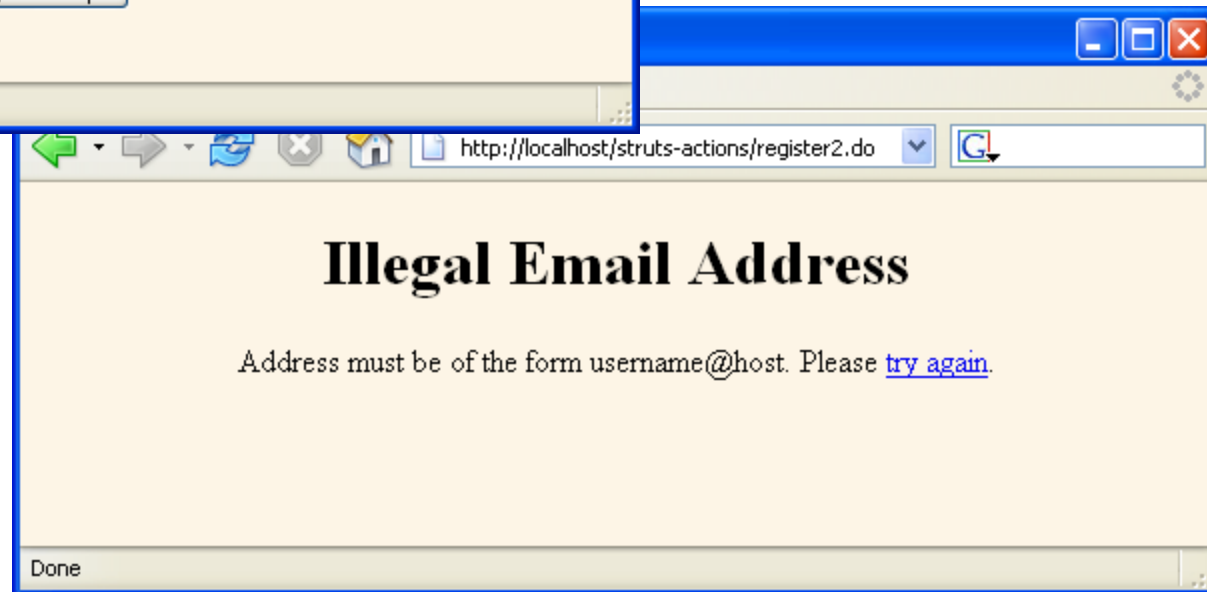 http://localhost/struts-actions/register2.do
G
Illegal Email Address
Address must be of the form username@host. Please try again.
Done